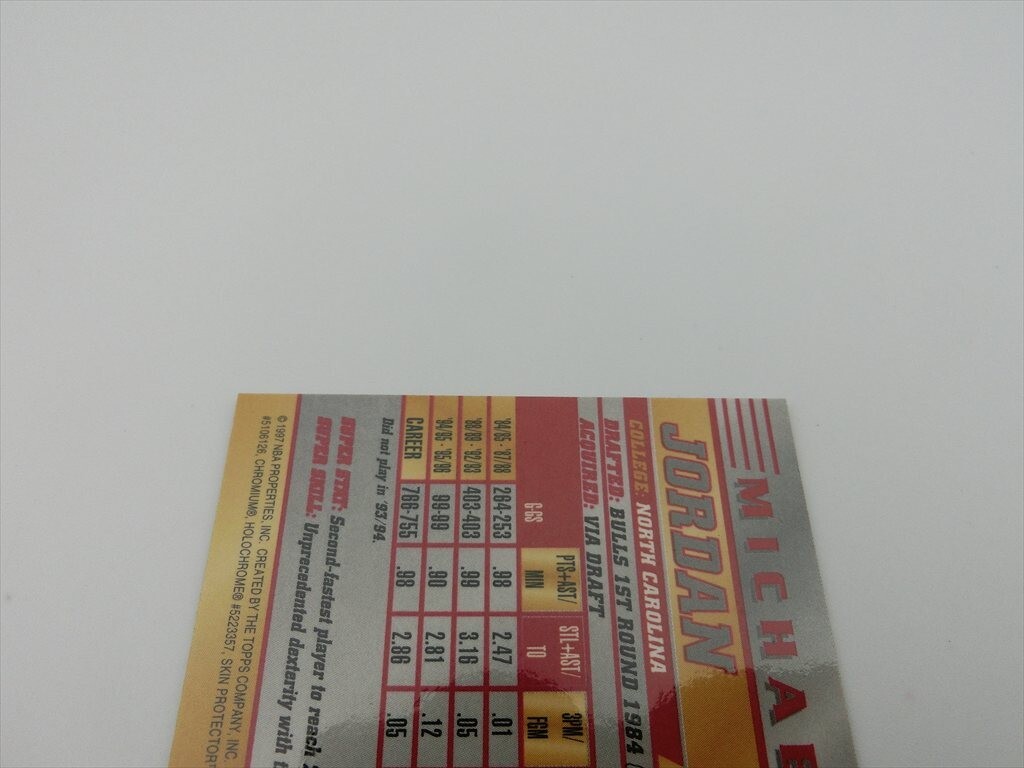 MICHAE
JORDAN
COLLEGE: NORTH CAROLINA
DRAFTED: BULLS 1ST ROUND 1984
ACQUIRED: VIA DRAFT
G-GS PTS+AST/ MIN STL+AST/ TO 3PM/ FGM
'84/85 - '87/88 264-253 .98 2.47 .01
'88/89 - '92/93 403-403 .99 3.16 .05
'94/95 - '95/96 99-99 .90 2.81 .12
CAREER 766-755 .98 2.86 .05
Did not play in '93/'94.
SUPER STAT: Second-fastest player to reach
SUPER SKILL: Unprecedented dexterity with
© 1997 NBA PROPERTIES, INC. CREATED BY THE TOPPS COMPANY, INC.
#5106126, CHROMIUM®, HOLOCHROME® #5223357, SKIN PROTECTOR